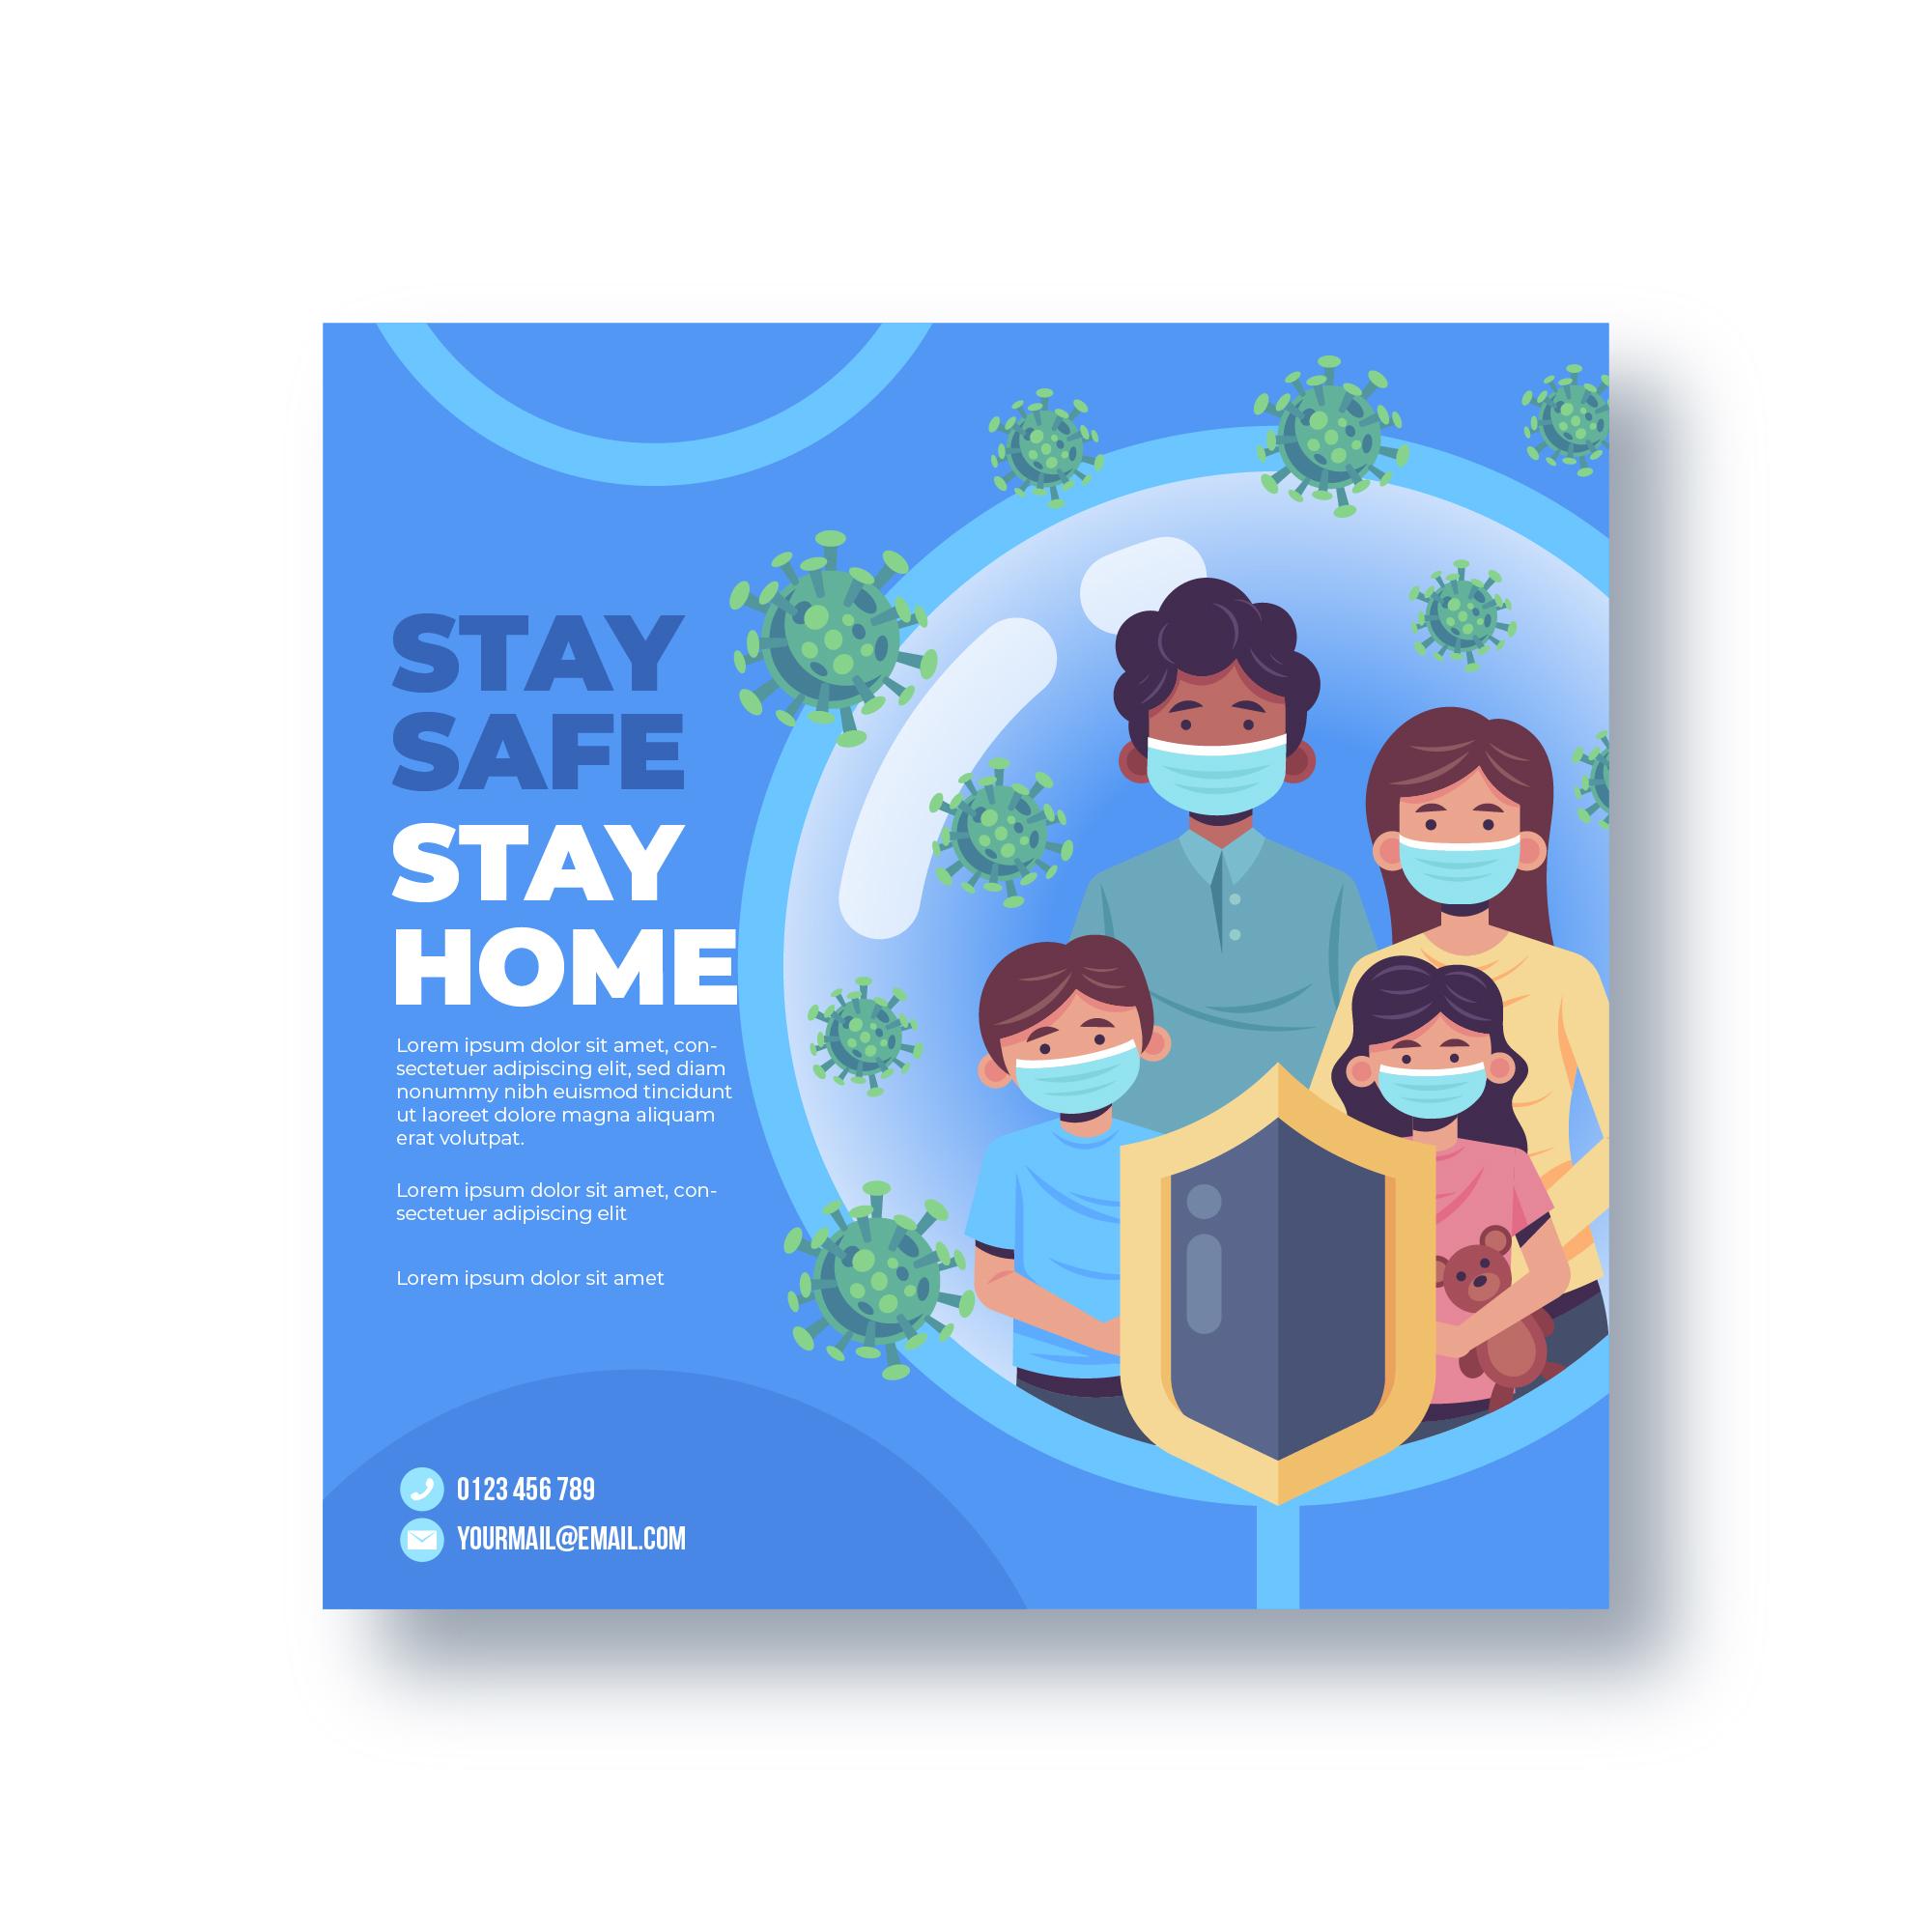 STAY
SAFE
STAY
HOME
Lorem ipsum dolor sit amet, con-
sectetuer adipiscing elit, sed diam
nonummy nibh euismod tincidunt
ut laoreet dolore magna aliquam
erat volutpat.
Lorem ipsum dolor sit amet, con-
sectetuer adipiscing elit
Lorem ipsum dolor sit amet
0123 456 789
YOURMAIL@EMAIL.COM